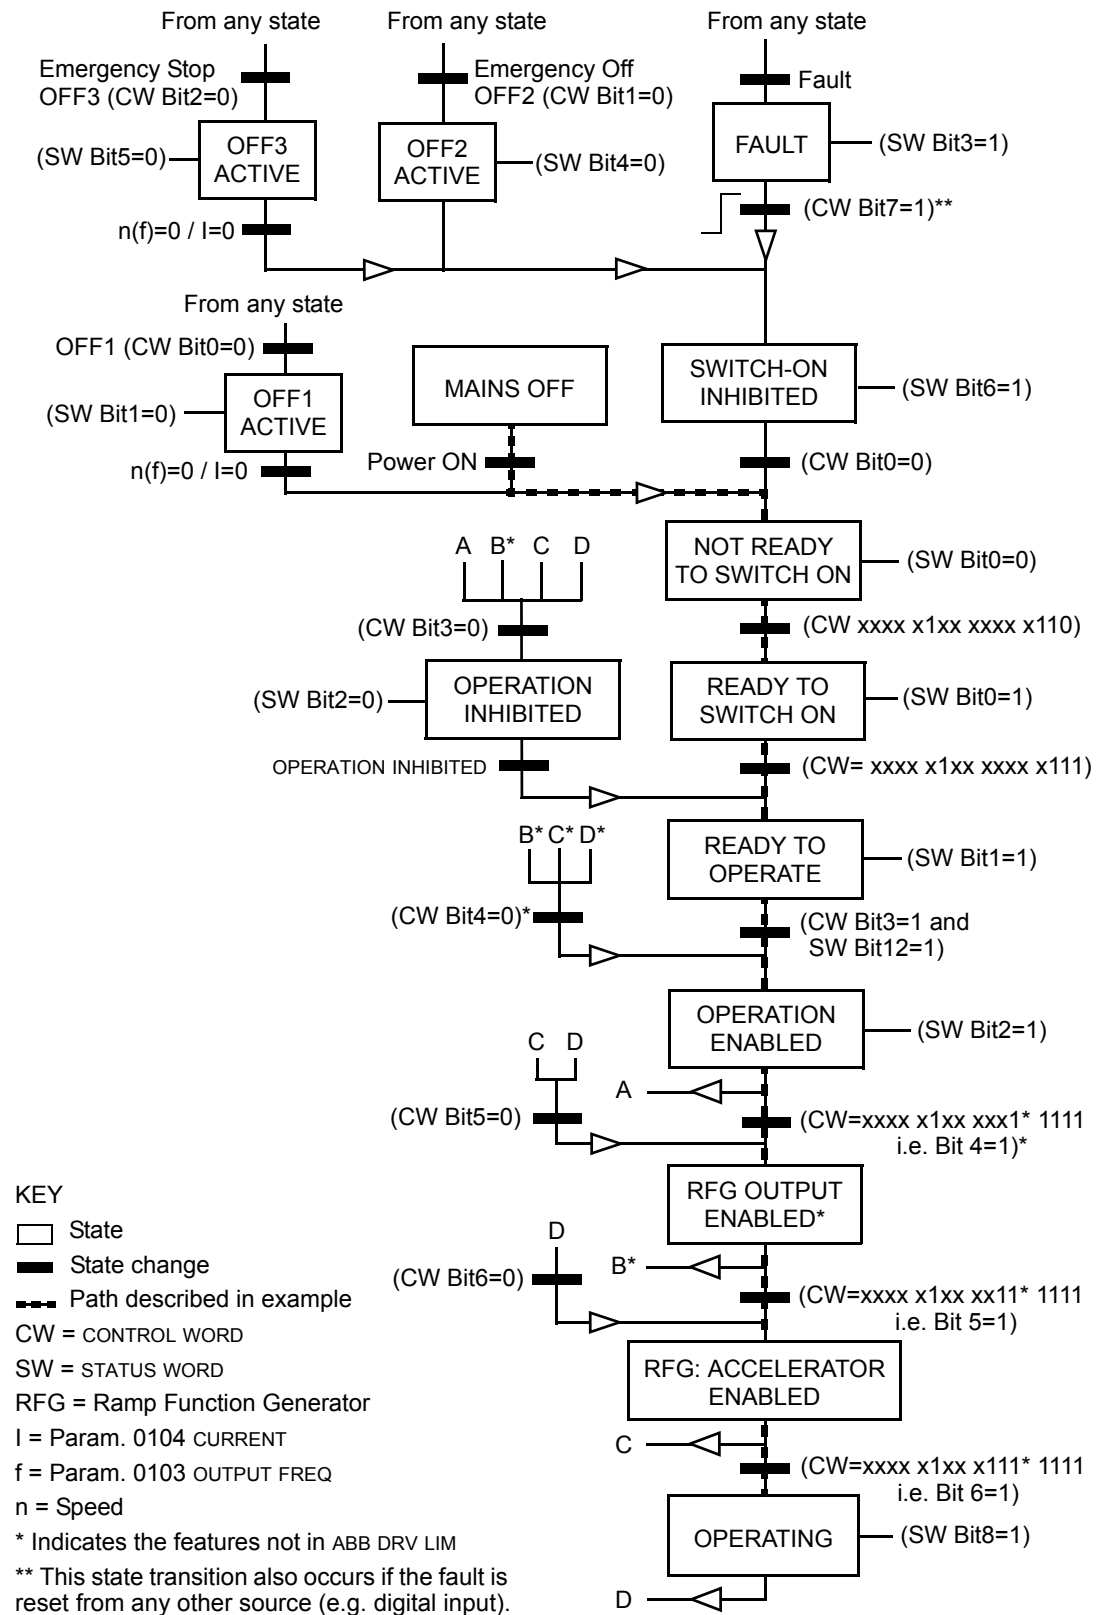 From any state
From any state
From any state
Emergency Stop
OFF3 (CW Bit2=0)
Emergency Off
OFF2 (CW Bit1=0)
Fault
(SW Bit5=0)
OFF3
ACTIVE
OFF2
ACTIVE
(SW Bit4=0)
FAULT
(SW Bit3=1)
n(f)=0 / I=0
(CW Bit7=1)**
From any state
OFF1 (CW Bit0=0)
(SW Bit1=0)
OFF1
ACTIVE
MAINS OFF
SWITCH-ON
INHIBITED
(SW Bit6=1)
n(f)=0 / I=0
Power ON
(CW Bit0=0)
A B* C D
NOT READY
TO SWITCH ON
(SW Bit0=0)
(CW Bit3=0)
(CW xxxx x1xx xxxx x110)
(SW Bit2=0)
OPERATION
INHIBITED
READY TO
SWITCH ON
(SW Bit0=1)
OPERATION INHIBITED
(CW= xxxx x1xx xxxx x111)
B* C* D*
READY TO
OPERATE
(SW Bit1=1)
(CW Bit4=0)*
(CW Bit3=1 and
SW Bit12=1)
OPERATION
ENABLED
(SW Bit2=1)
C D
A
(CW Bit5=0)
(CW=xxxx x1xx xxx1* 1111
i.e. Bit 4=1)*
RFG OUTPUT
ENABLED*
D
B*
(CW Bit6=0)
(CW=xxxx x1xx xx11* 1111
i.e. Bit 5=1)
RFG: ACCELERATOR
ENABLED
C
(CW=xxxx x1xx x111* 1111
i.e. Bit 6=1)
OPERATING
(SW Bit8=1)
D
KEY
State
State change
Path described in example
CW = CONTROL WORD
SW = STATUS WORD
RFG = Ramp Function Generator
I = Param. 0104 CURRENT
f = Param. 0103 OUTPUT FREQ
n = Speed
* Indicates the features not in ABB DRV LIM
** This state transition also occurs if the fault is
reset from any other source (e.g. digital input).